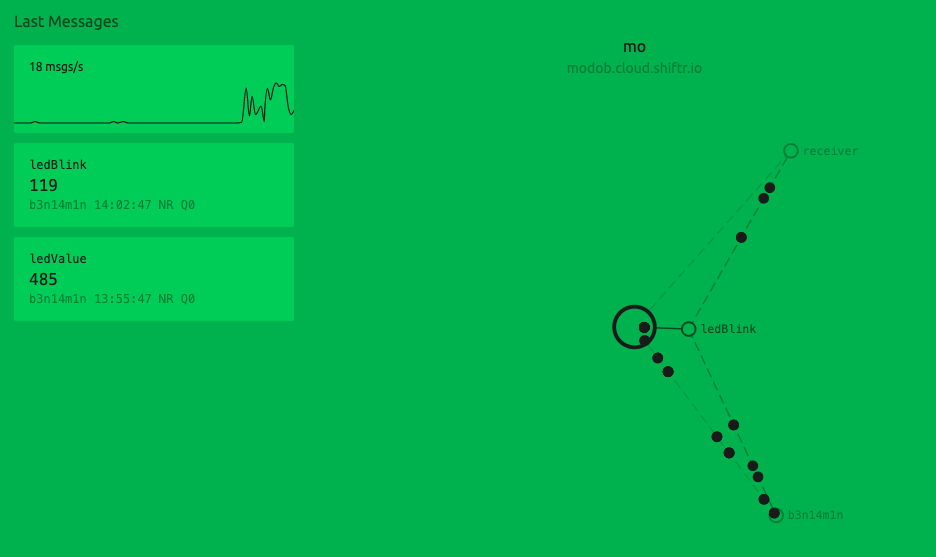 Last Messages
18 msgs/s
ledBlink
119
b3n14m1n 14:02:47 NR Q0
ledValue
485
b3n14m1n 13:55:47 NR Q0
mo
modob.cloud.shiftr.io
receiver
ledBlink
b3n14m1n